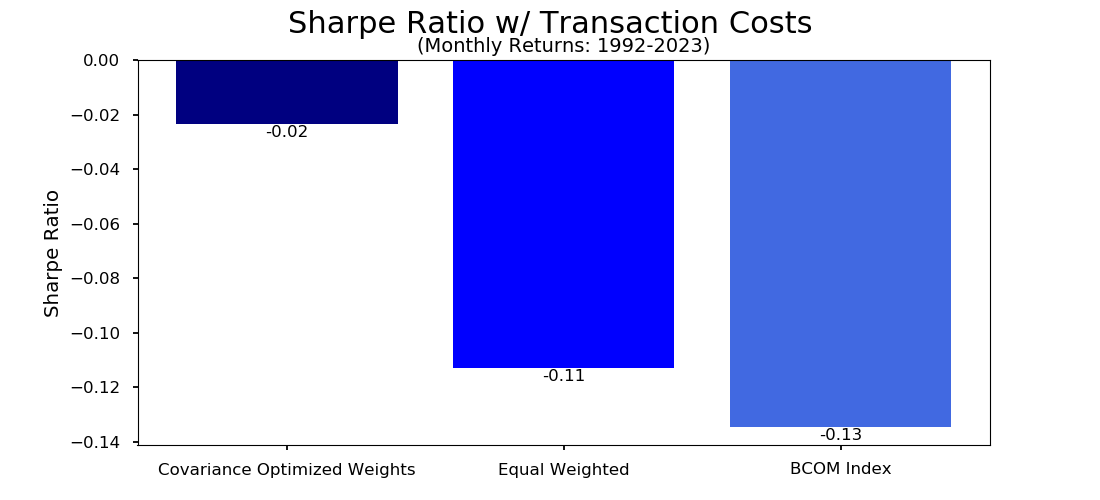 Sharpe Ratio w/ Transaction Costs
(Monthly Returns: 1992-2023)
Sharpe Ratio
0.00
−0.02
−0.04
−0.06
−0.08
−0.10
−0.12
−0.14
-0.02
-0.11
-0.13
Covariance Optimized Weights
Equal Weighted
BCOM Index